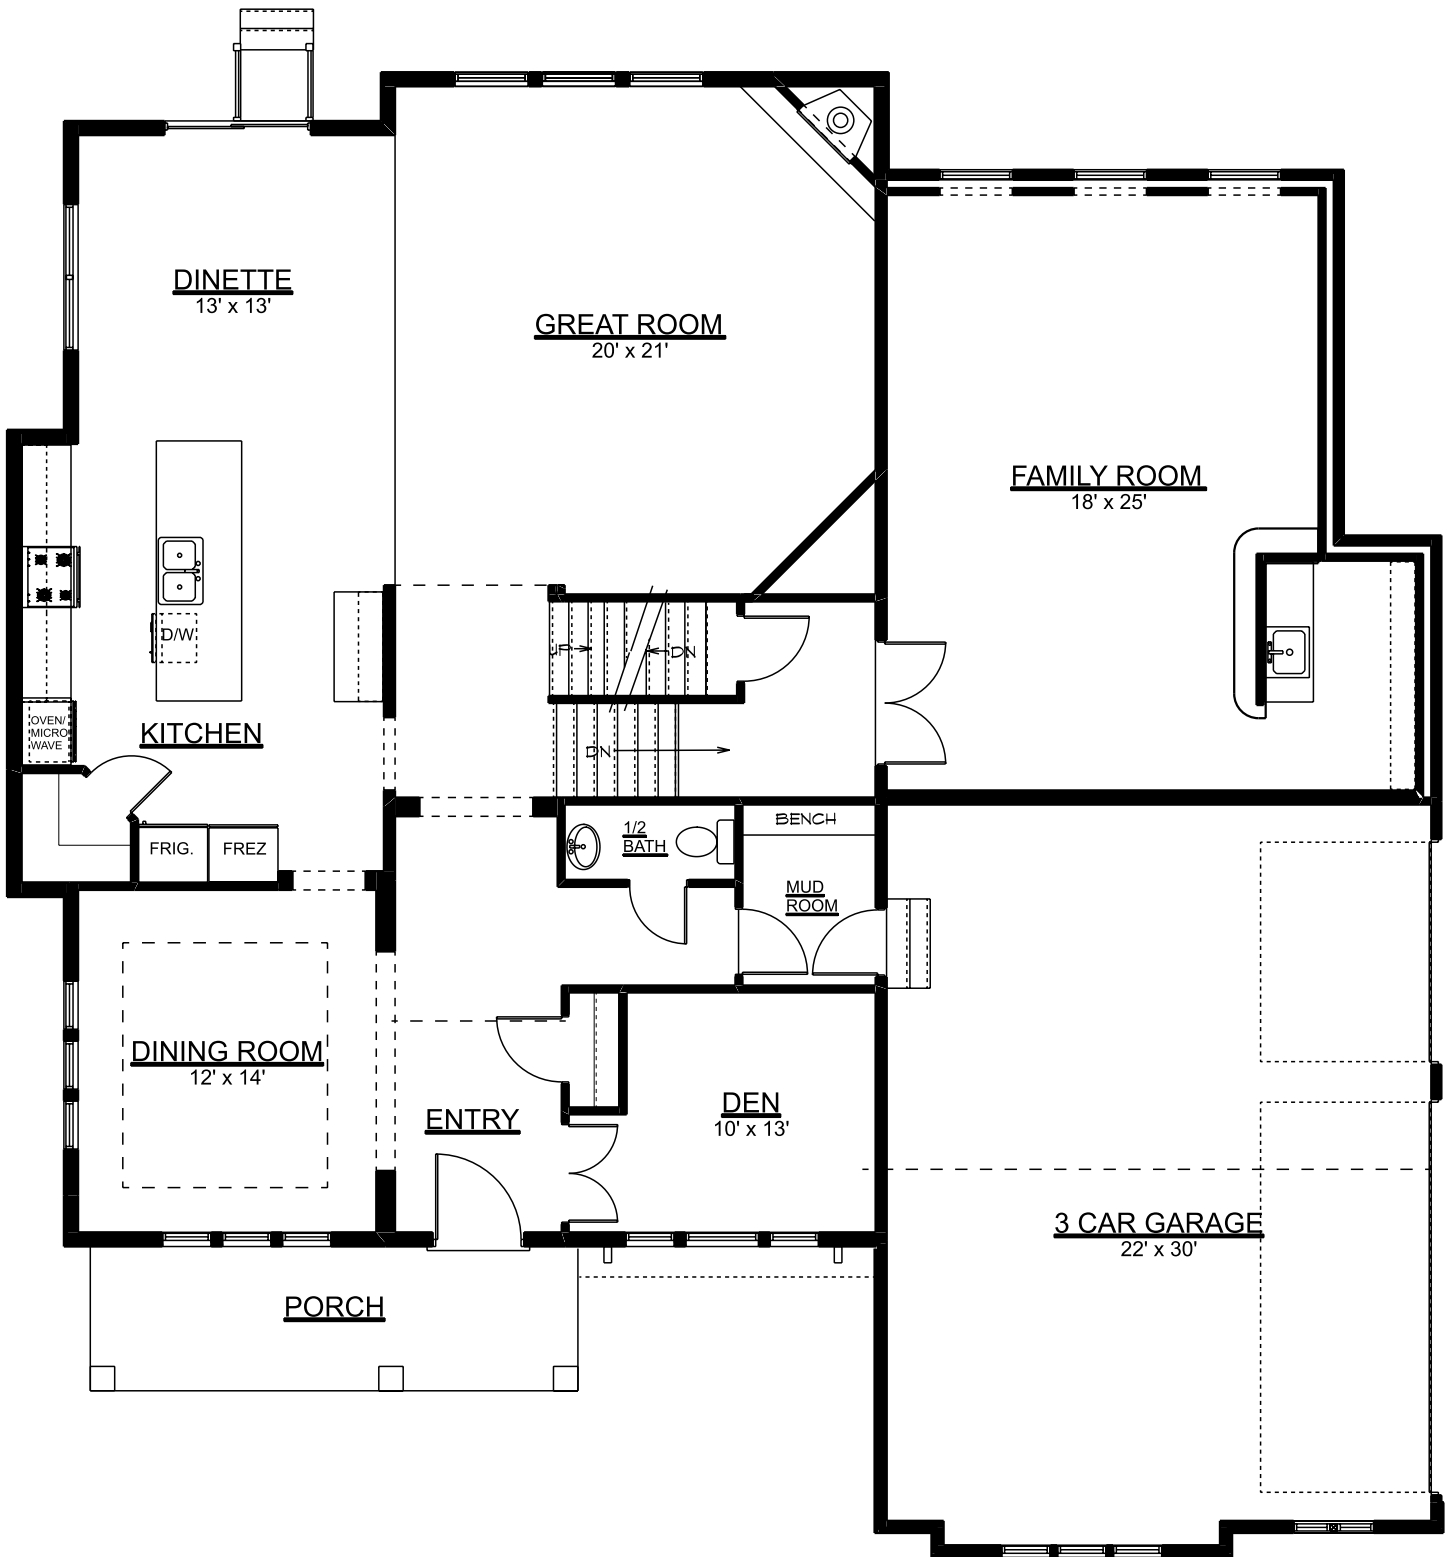 DINETTE
13' x 13'
GREAT ROOM
20' x 21'
FAMILY ROOM
18' x 25'
D/W
UP
DN
OVEN/
MICRO
WAVE
KITCHEN
DN
FRIG.
FREZ
1/2
BATH
BENCH
MUD
ROOM
DINING ROOM
12' x 14'
ENTRY
DEN
10' x 13'
3 CAR GARAGE
22' x 30'
PORCH